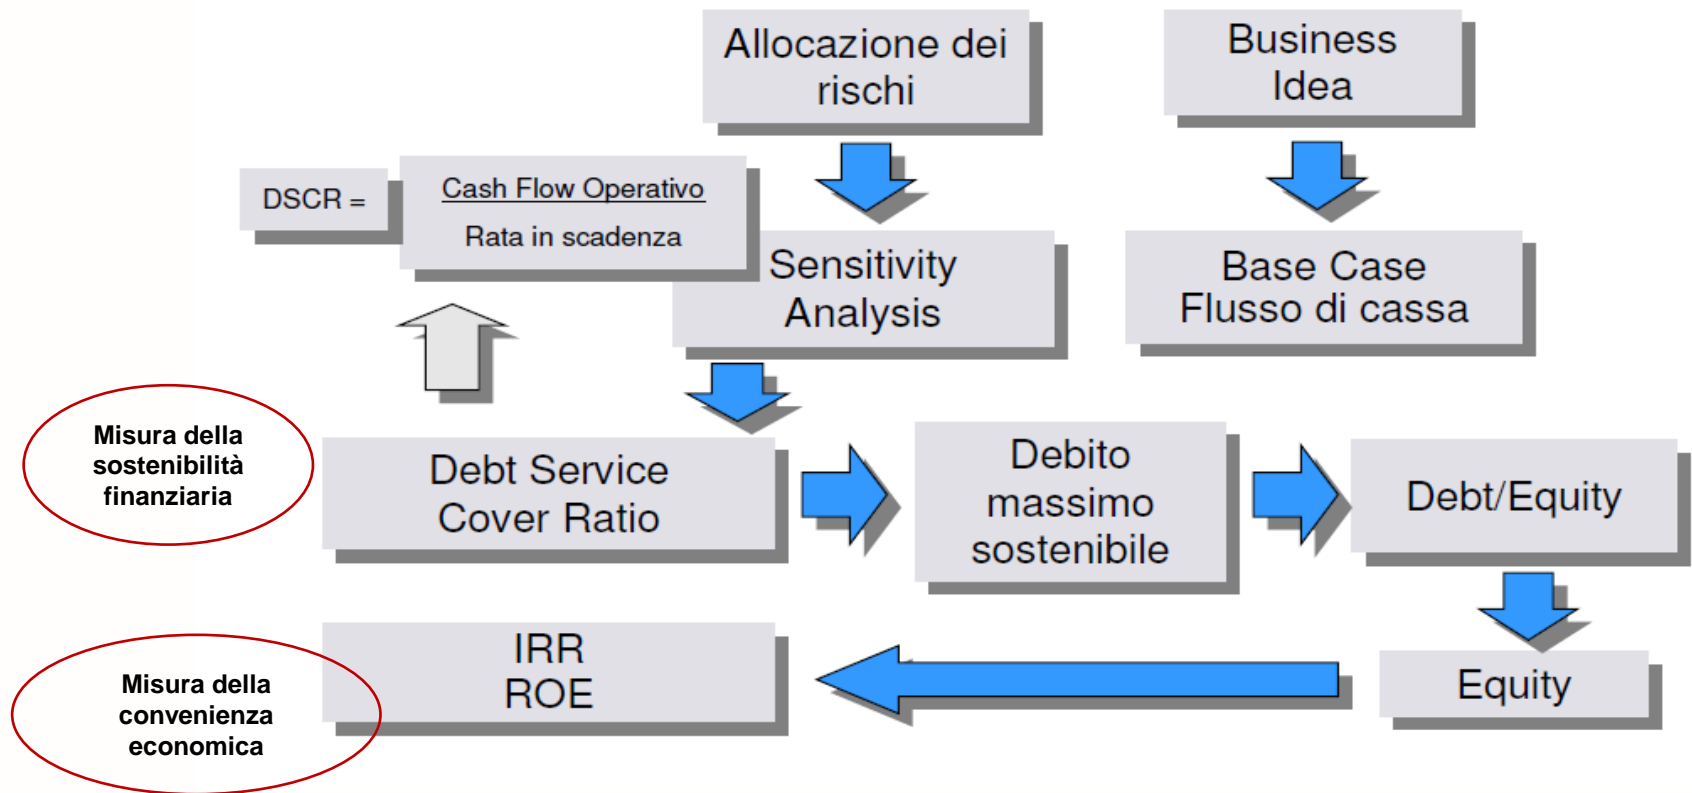 Allocazione dei
rischi
Business
Idea
DSCR =
Cash Flow Operativo
Rata in scadenza
Sensitivity
Analysis
Base Case
Flusso di cassa
Misura della
sostenibilità
finanziaria
Debt Service
Cover Ratio
Debito
massimo
sostenibile
Debt/Equity
Misura della
convenienza
economica
IRR
ROE
Equity